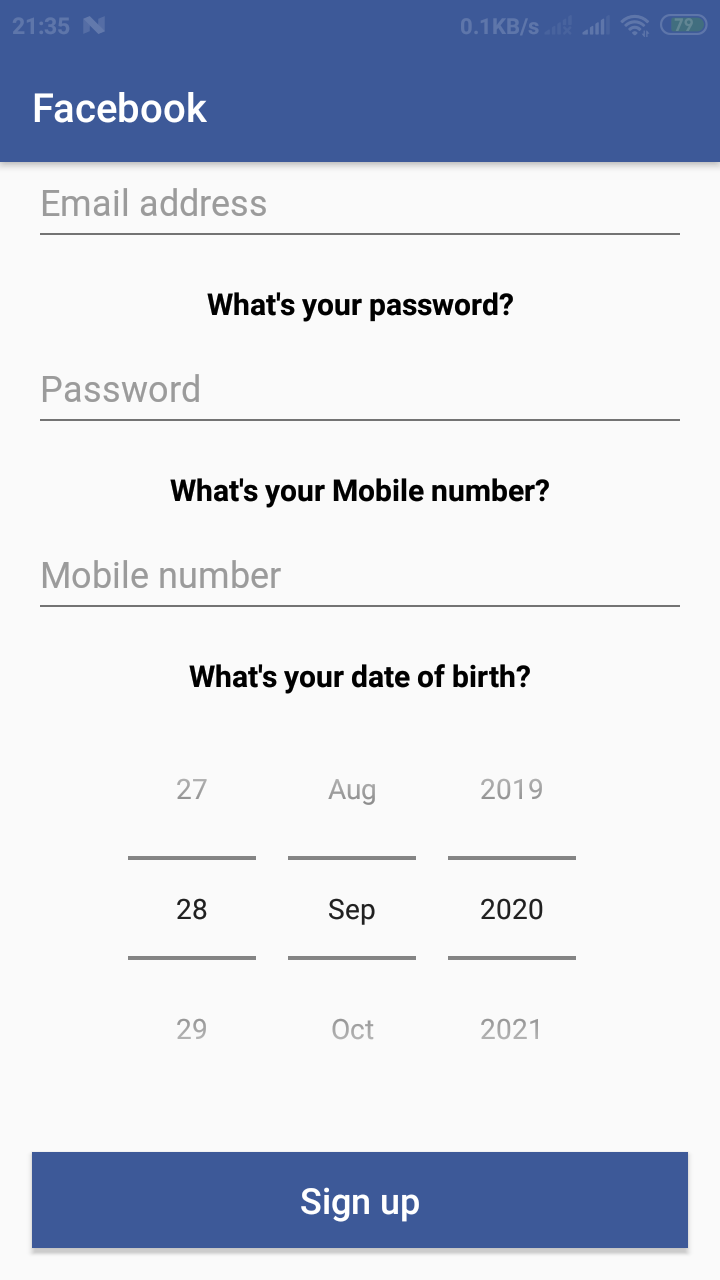 21:35 0.1KB/s 79
Facebook
Email address
What's your password?
Password
What's your Mobile number?
Mobile number
What's your date of birth?
27 Aug 2019
28 Sep 2020
29 Oct 2021
Sign up